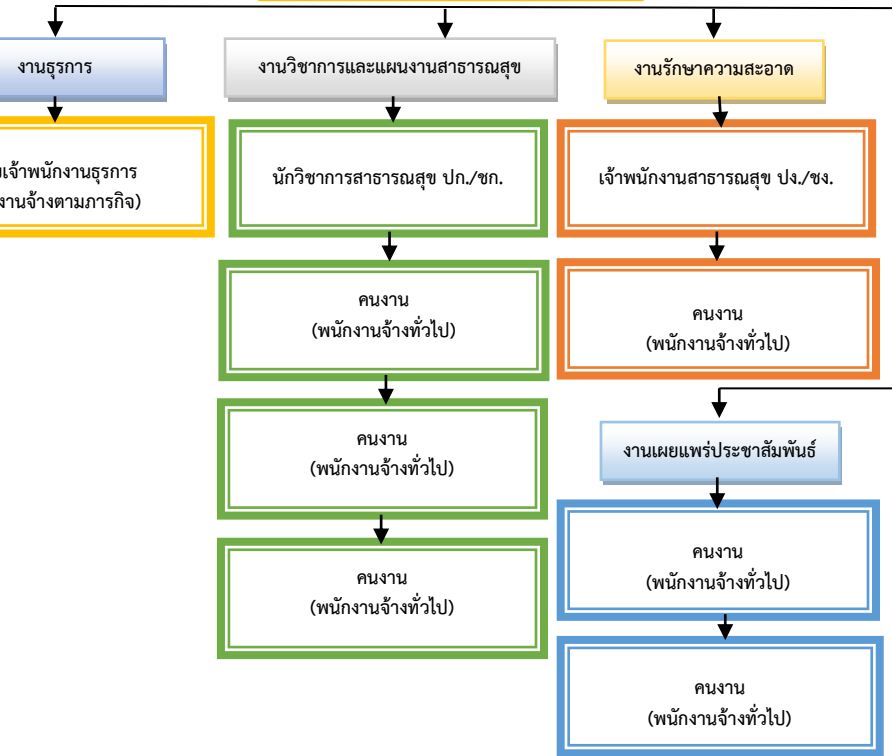 งานธุรการ
เจ้าพนักงานธุรการ
งานจ้างตามภารกิจ)
งานวิชาการและแผนงานสาธารณสุข
นักวิชาการสาธารณสุข ปก./ชก.
คนงาน
(พนักงานจ้างทั่วไป)
คนงาน
(พนักงานจ้างทั่วไป)
คนงาน
(พนักงานจ้างทั่วไป)
งานรักษาความสะอาด
เจ้าพนักงานสาธารณสุข ปง./ชง.
คนงาน
(พนักงานจ้างทั่วไป)
งานเผยแพร่ประชาสัมพันธ์
คนงาน
(พนักงานจ้างทั่วไป)
คนงาน
(พนักงานจ้างทั่วไป)